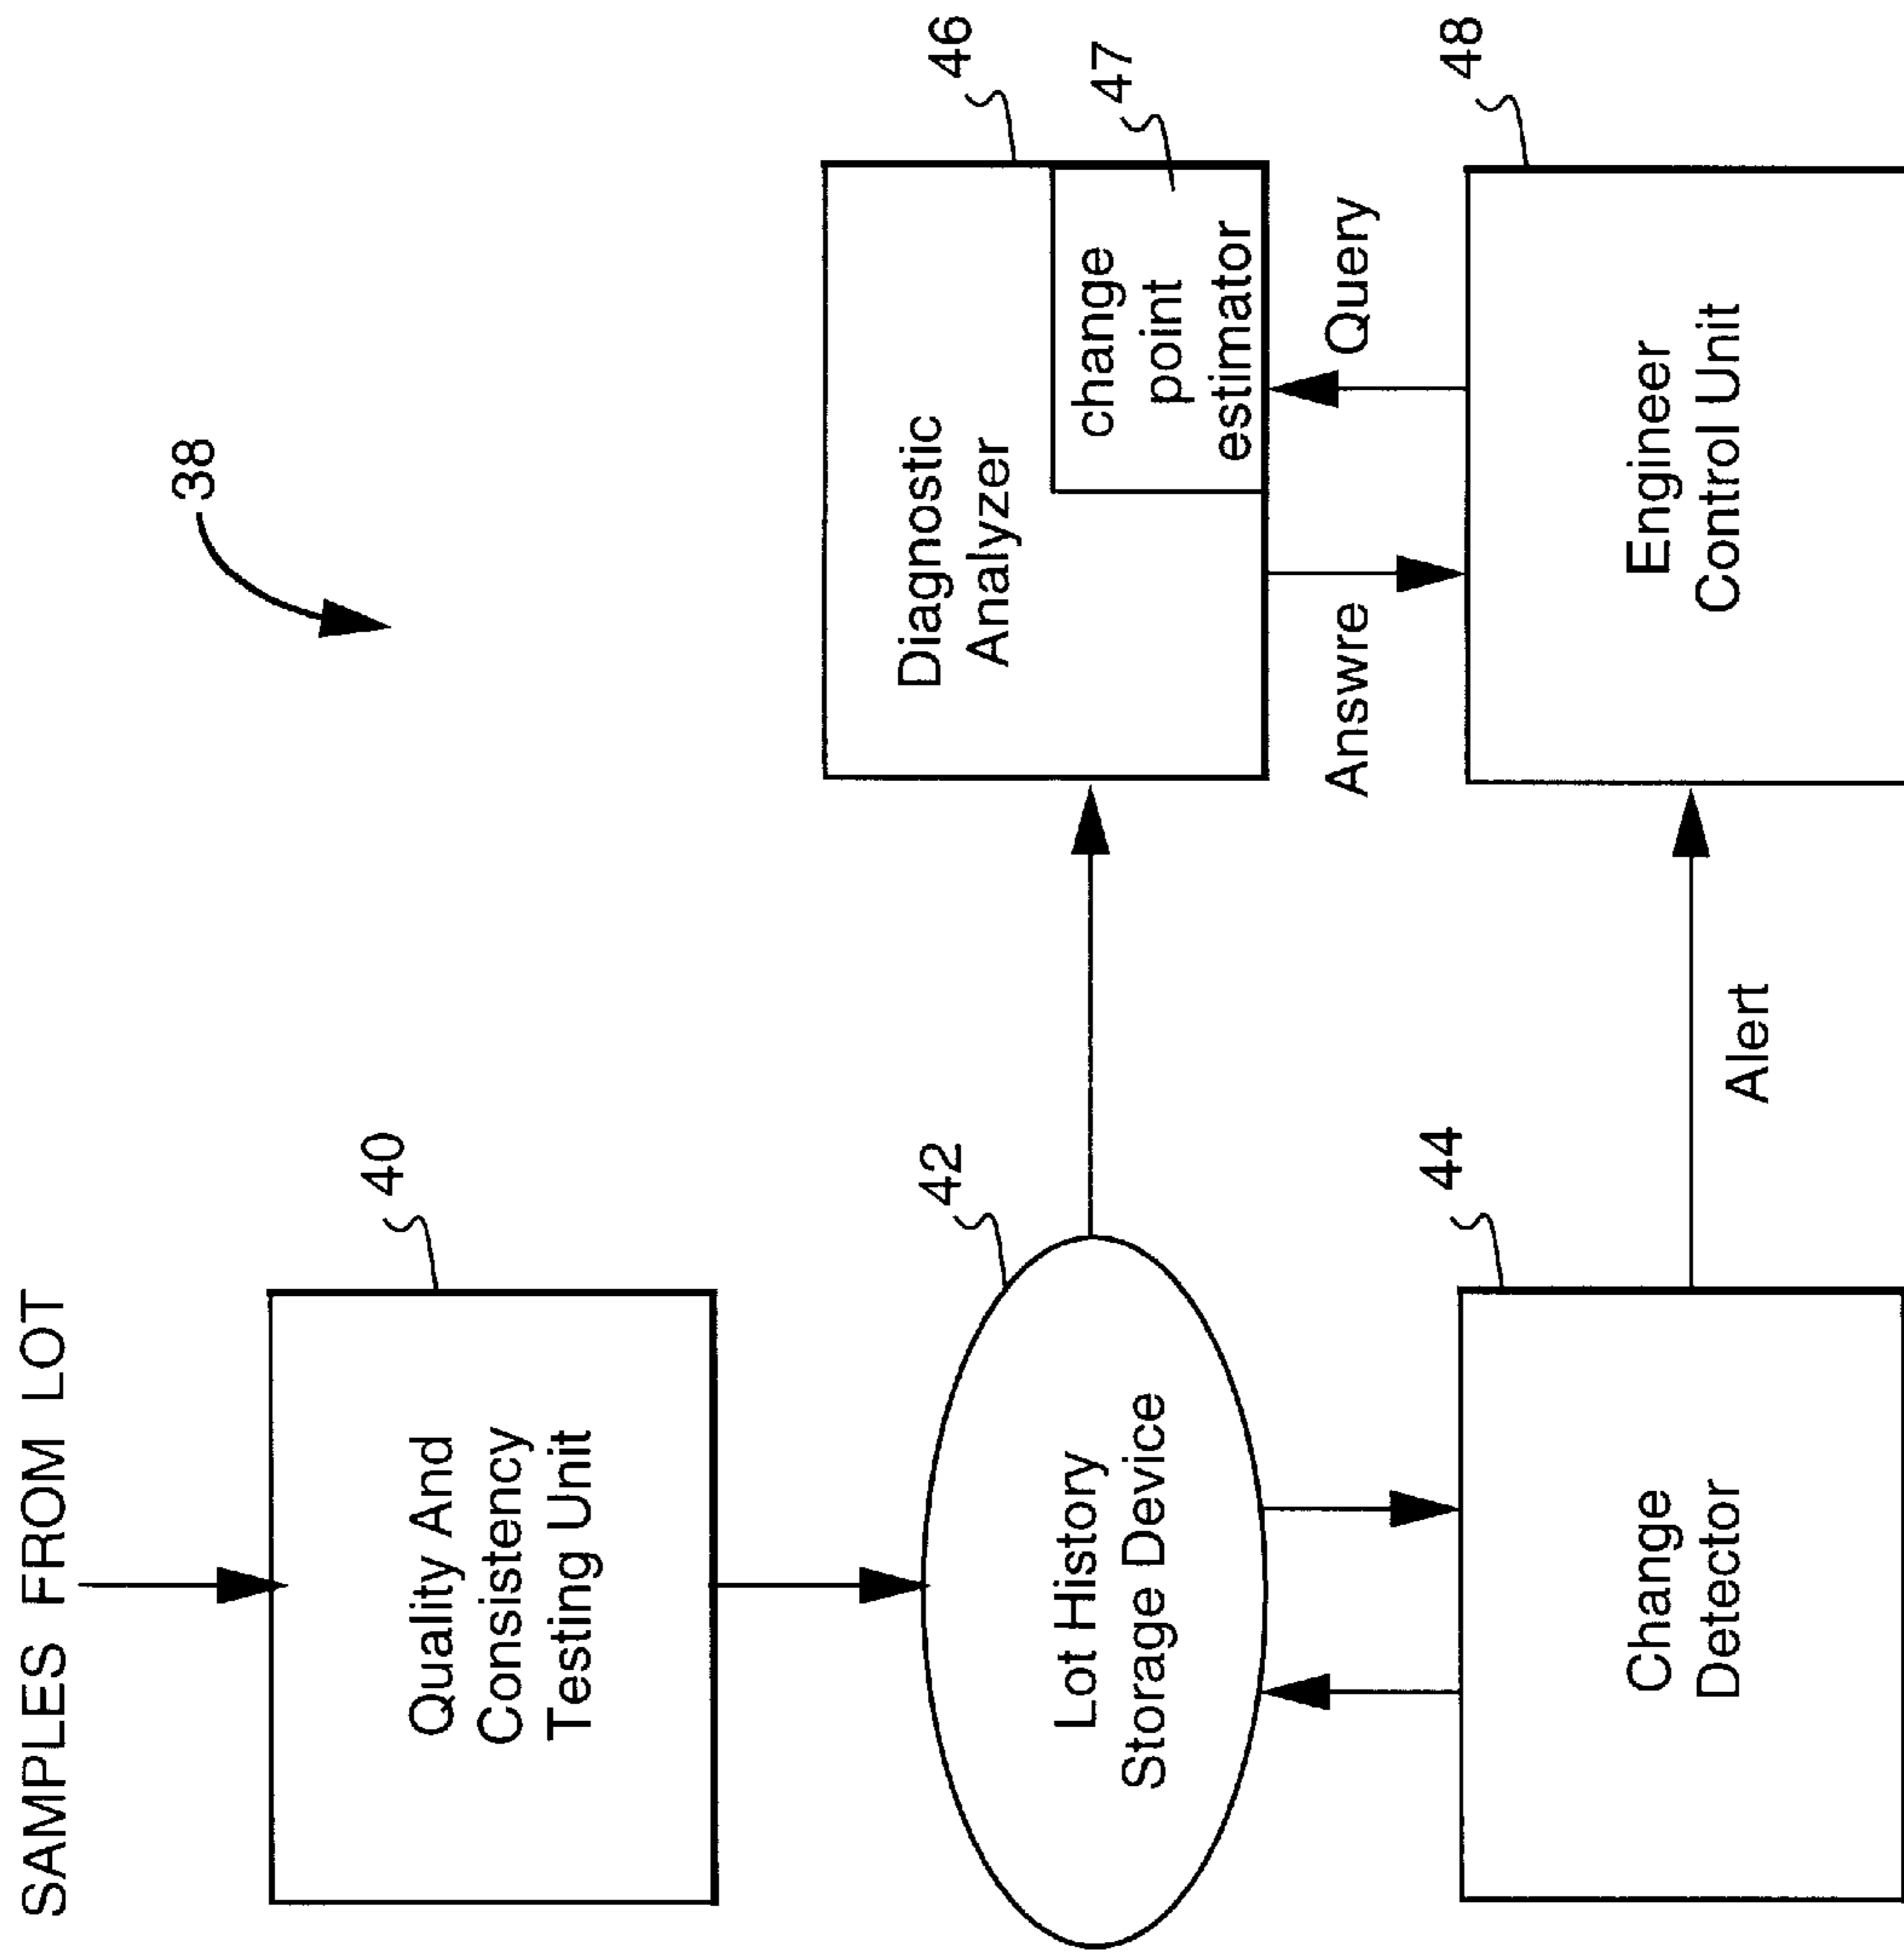 SAMPLES FROM LOT
38
40
Quality And
Consistency
Testing Unit
42
Lot History
Storage Device
46
Diagnostic
Analyzer
47
change
point
estimator
Answre
Query
44
Change
Detector
Alert
48
Engineer
Control Unit